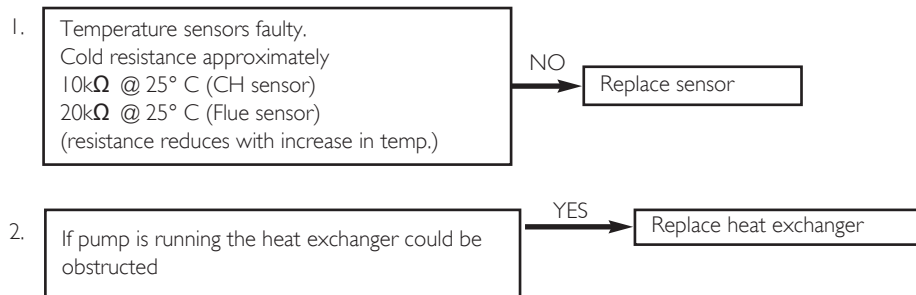 1. Temperature sensors faulty.
Cold resistance approximately
10kΩ @ 25° C (CH sensor)
20kΩ @ 25° C (Flue sensor)
(resistance reduces with increase in temp.)
NO
Replace sensor
2. If pump is running the heat exchanger could be
obstructed
YES
Replace heat exchanger